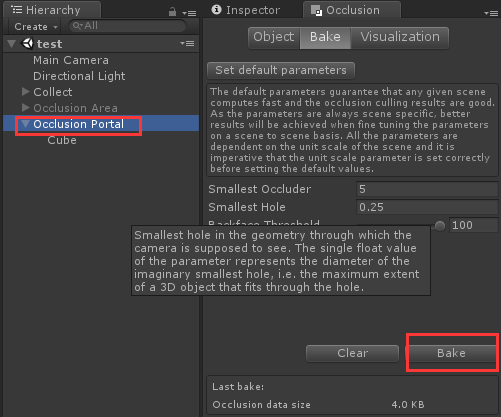 Hierarchy
Create
All
test
Main Camera
Directional Light
Collect
Occlusion Area
Occlusion Portal
Cube
Inspector
Occlusion
Object
Bake
Visualization
Set default parameters
The default parameters guarantee that any given scene
computes fast and the occlusion culling results are good.
As the parameters are always scene specific, better
results will be achieved when fine tuning the parameters
on a scene to scene basis. All the parameters are
dependent on the unit scale of the scene and it is
imperative that the unit scale parameter is set correctly
before setting the default values.
Smallest Occluder 5
Smallest Hole 0.25
Backface Threshold 100
Smallest hole in the geometry through which the
camera is supposed to see. The single float value
of the parameter represents the diameter of the
imaginary smallest hole, i.e. the maximum extent
of a 3D object that fits through the hole.
Clear
Bake
Last bake:
Occlusion data size 4.0 KB